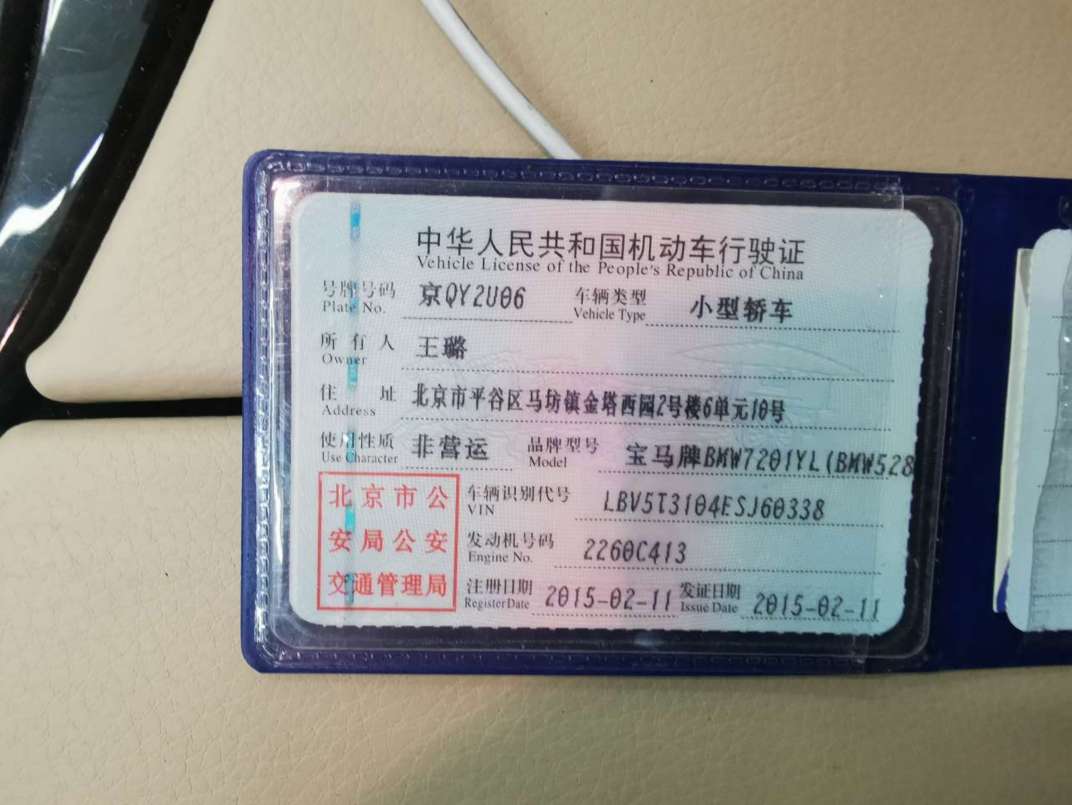 中华人民共和国机动车行驶证
Vehicle License of the People's Republic of China
号牌号码 京QY2U06 车辆类型 小型轿车
Plate No. Vehicle Type
所有人 王璐
Owner
住址 北京市平谷区马坊镇金塔西园2号楼6单元10号
Address
使用性质 非营运 品牌型号 宝马牌BMW7201YL(BMW528
Use Character Model
北京市公
安局公安
交通管理局
车辆识别代号 LBV5T3104ESJ60338
VIN
发动机号码 2260C413
Engine No.
注册日期 2015-02-11 发证日期 2015-02-11
Register Date Issue Date